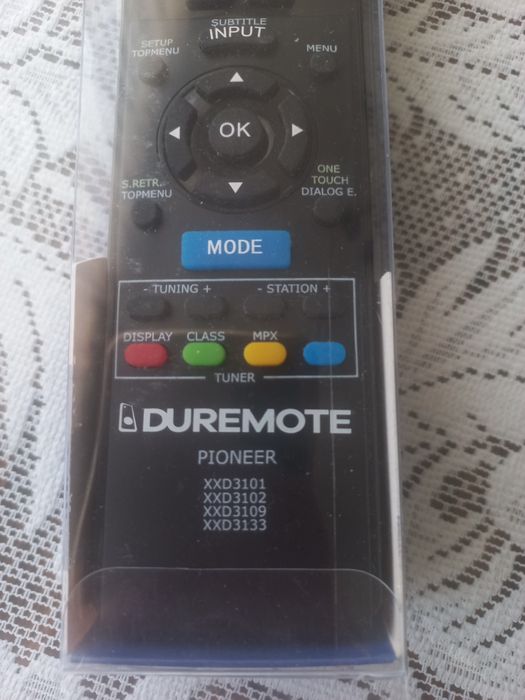 SUBTITLE
INPUT
SETUP
TOPMENU
MENU
OK
S.RETR.
TOPMENU
ONE
TOUCH
DIALOG E.
MODE
- TUNING +
- STATION +
DISPLAY CLASS MPX
TUNER
DUREMOTE
PIONEER
XXD3101
XXD3102
XXD3109
XXD3133